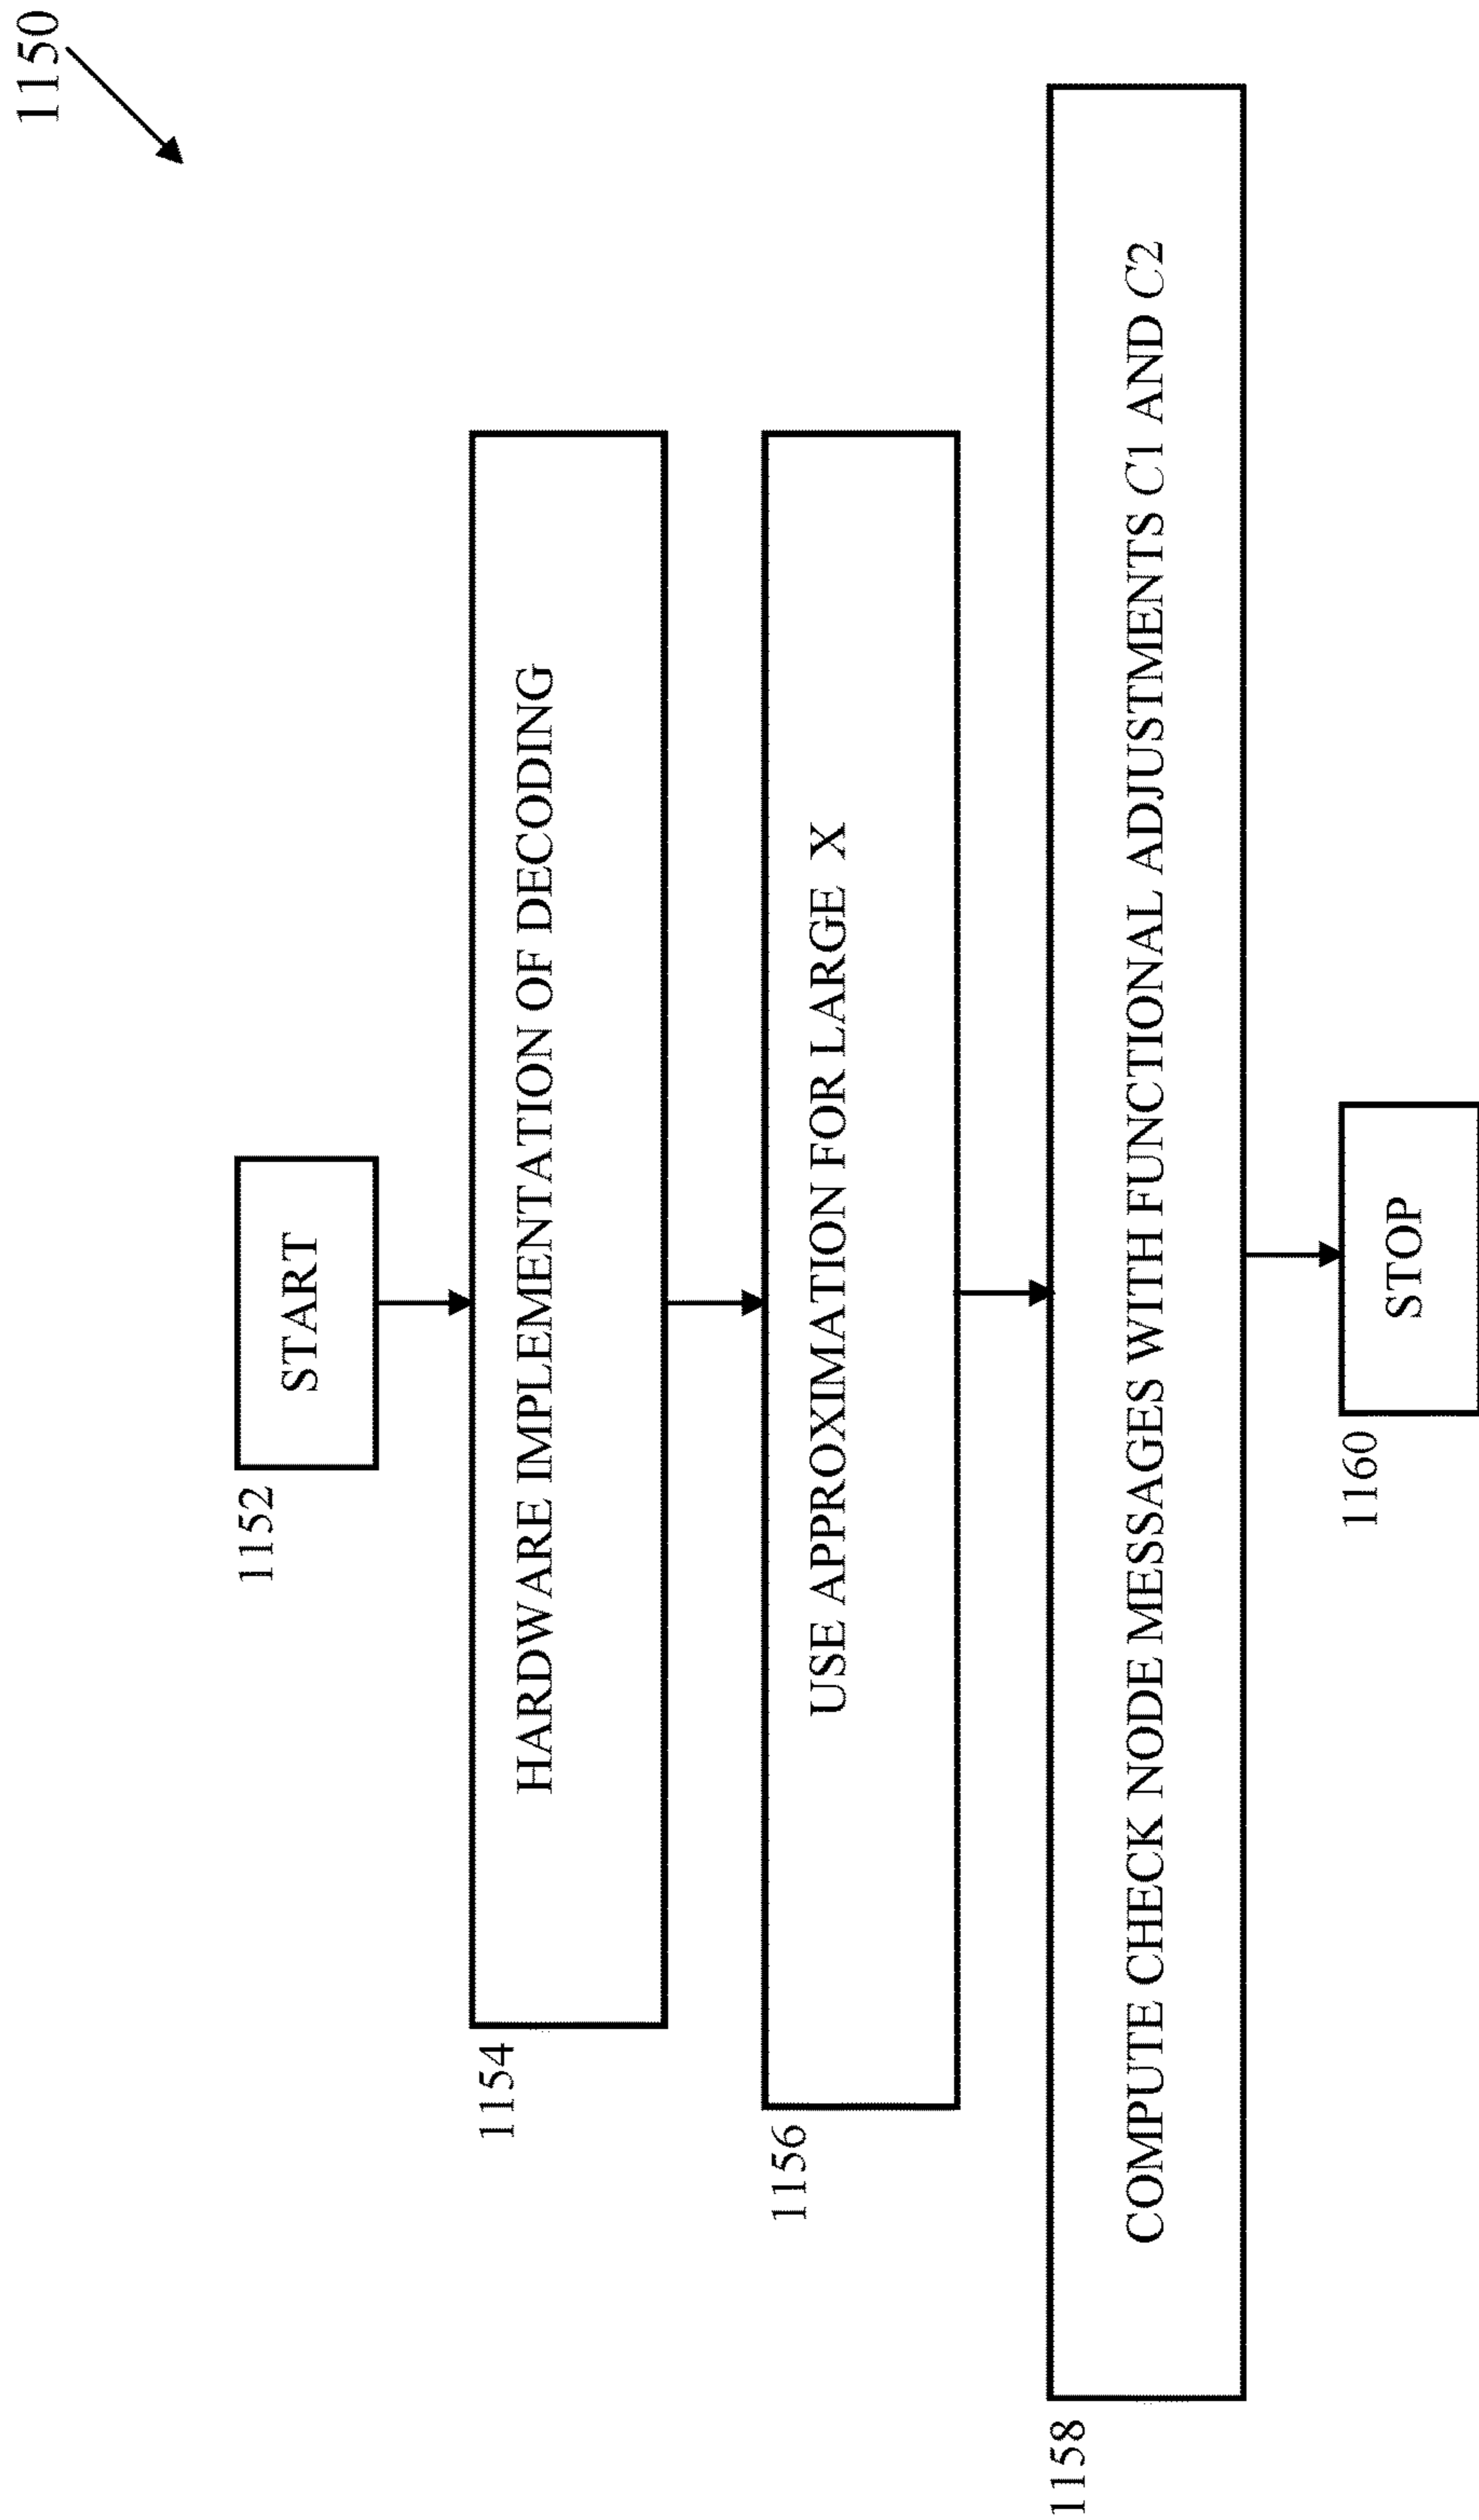 1150
1152
START
1154
HARDWARE IMPLEMENTATION OF DECODING
1156
USE APPROXIMATION FOR LARGE X
1158
COMPUTE CHECK NODE MESSAGES WITH FUNCTIONAL ADJUSTMENTS C1 AND C2
1160
STOP